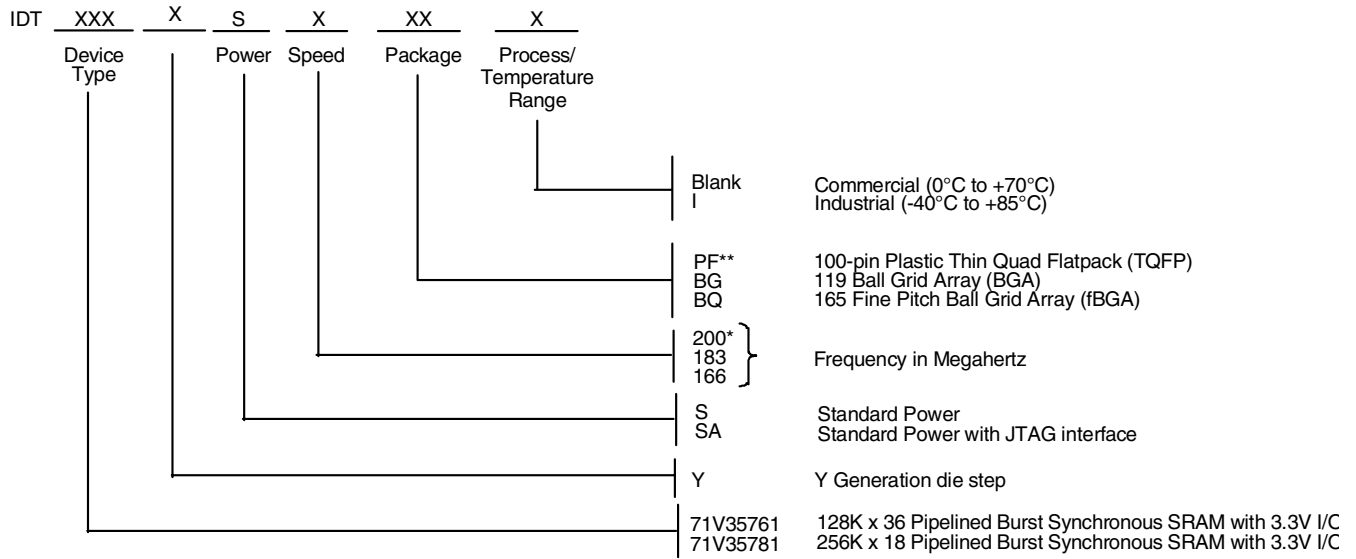 IDT XXX X S X XX X
Device Type Power Speed Package Process/ Temperature Range
Blank Commercial (0°C to +70°C)
I Industrial (-40°C to +85°C)
PF** 100-pin Plastic Thin Quad Flatpack (TQFP)
BG 119 Ball Grid Array (BGA)
BQ 165 Fine Pitch Ball Grid Array (fBGA)
200*
183 Frequency in Megahertz
166
S Standard Power
SA Standard Power with JTAG interface
Y Y Generation die step
71V35761 128K x 36 Pipelined Burst Synchronous SRAM with 3.3V I/O
71V35781 256K x 18 Pipelined Burst Synchronous SRAM with 3.3V I/O